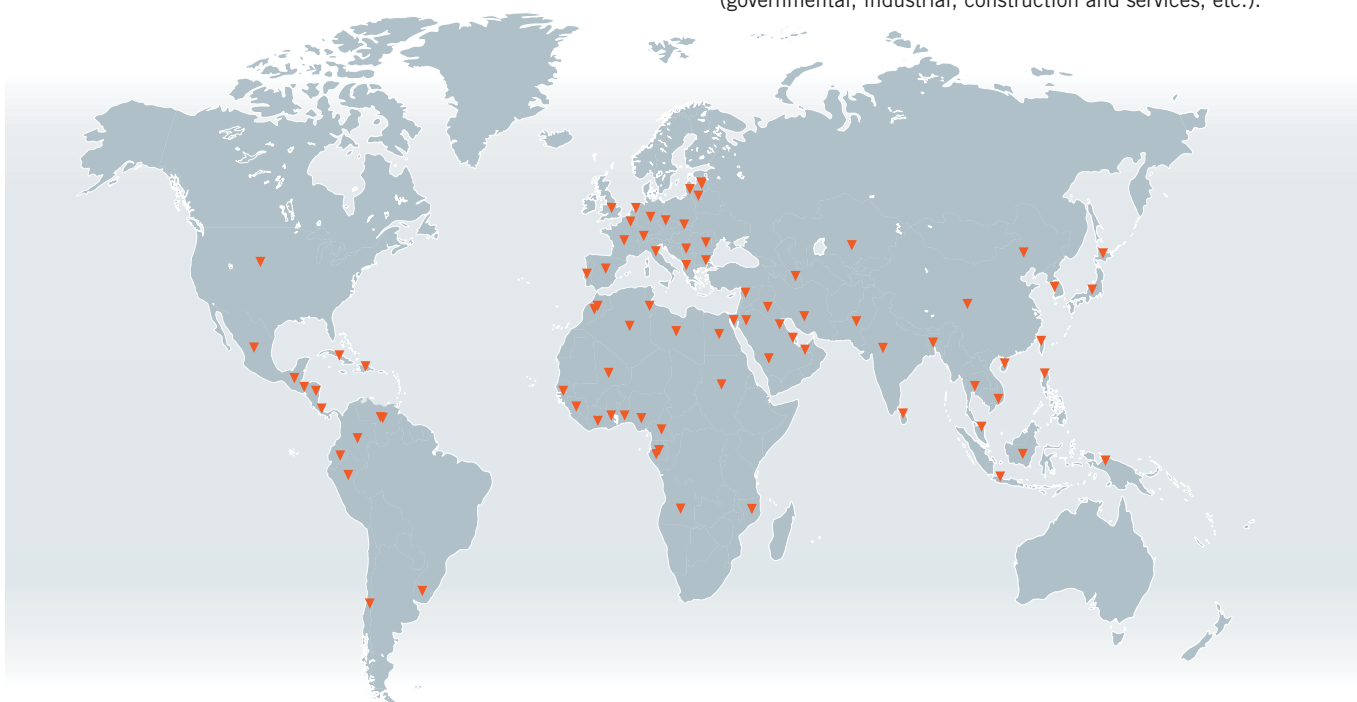 (governmental, industrial, construction and services, etc.).